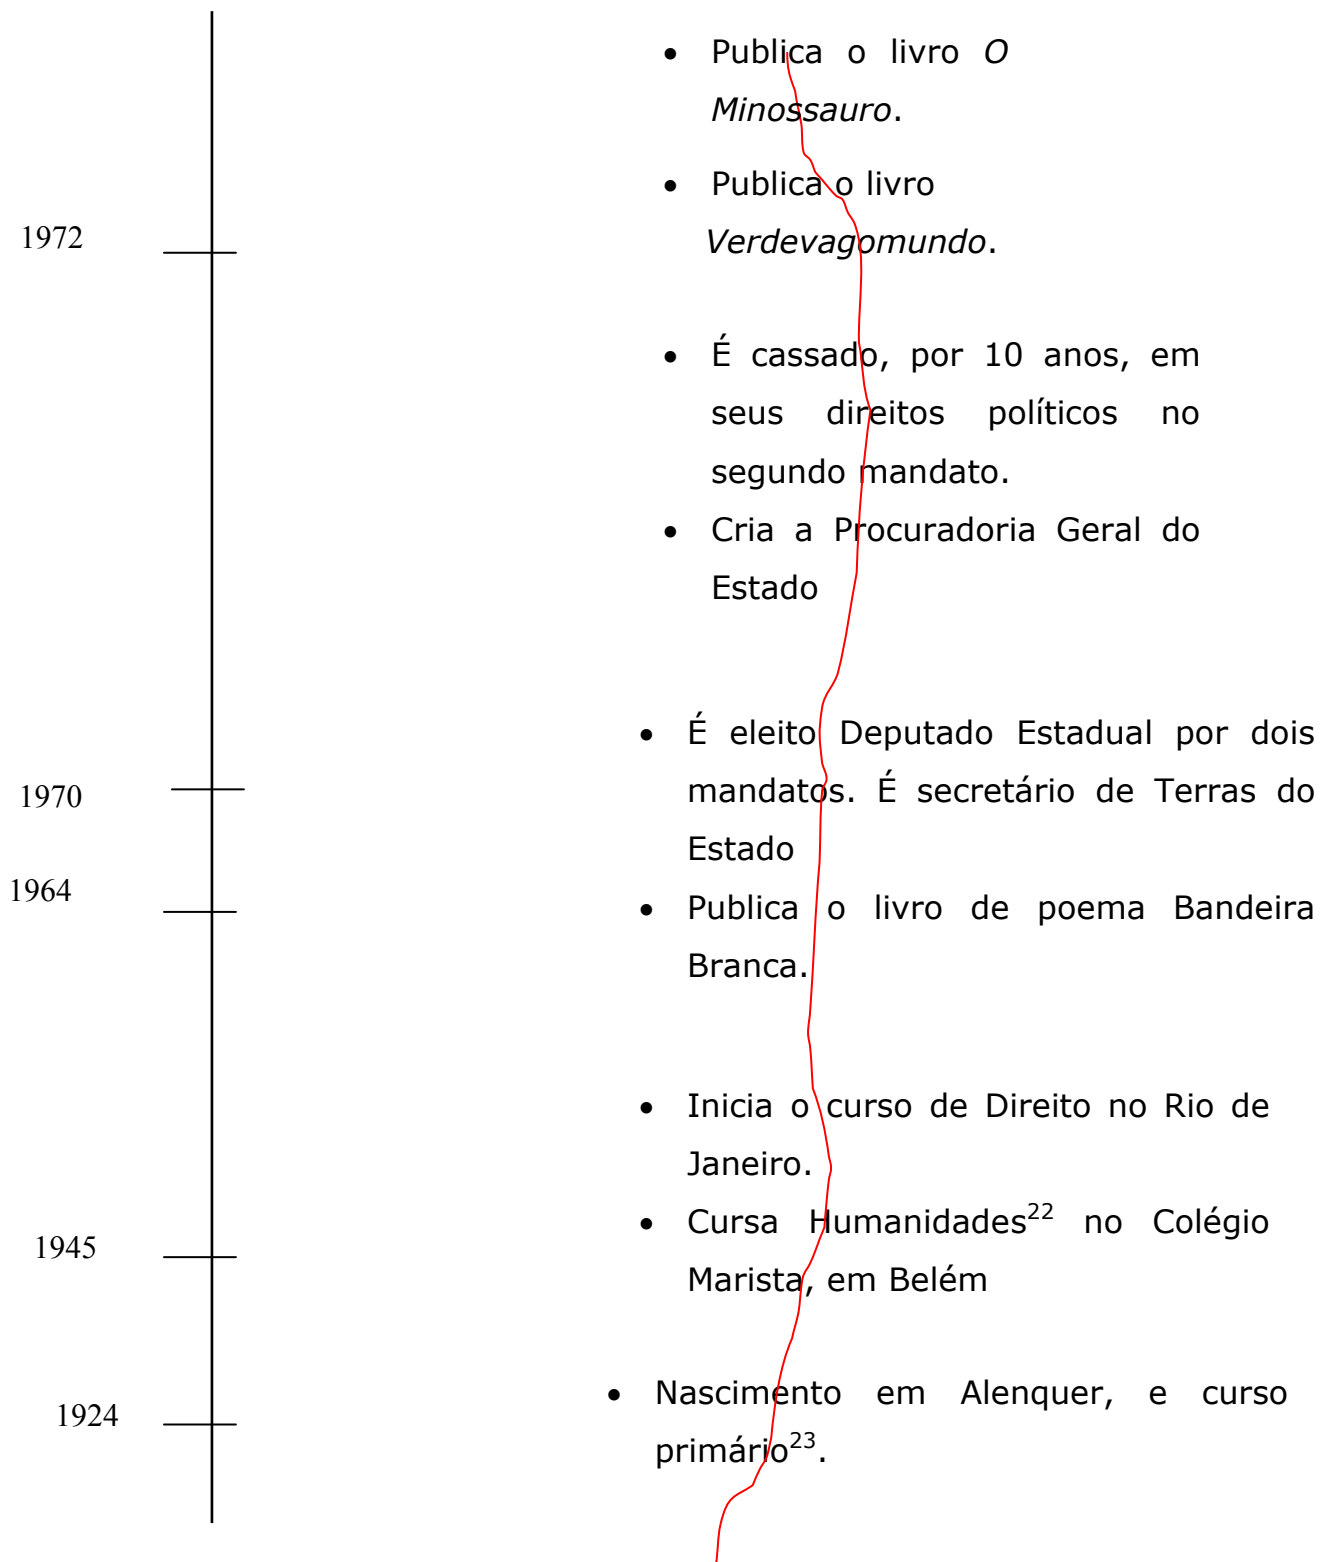 • Publica o livro O
Minossauro.
• Publica o livro
1972
Verdevagomundo.
• É cassado, por 10 anos, em
seus direitos políticos no
segundo mandato.
• Cria a Procuradoria Geral do
Estado
• É eleito Deputado Estadual por dois
1970
mandatos. É secretário de Terras do
Estado
1964
• Publica o livro de poema Bandeira
Branca.
• Inicia o curso de Direito no Rio de
Janeiro.
• Cursa Humanidades22 no Colégio
1945
Marista, em Belém
• Nascimento em Alenquer, e curso
1924
primário23.